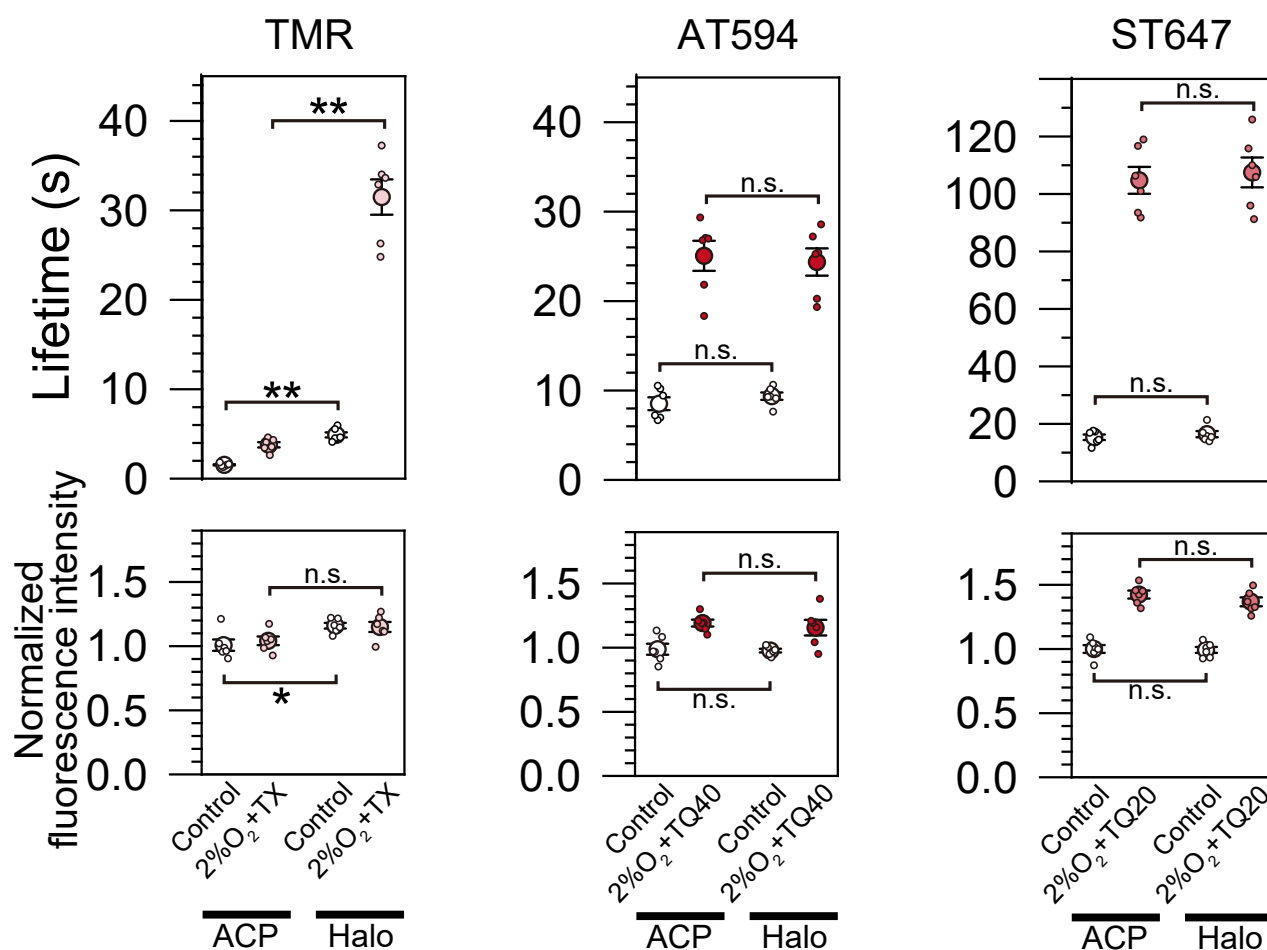 TMR
AT594
ST647
Lifetime (s)
40
30
20
10
0
**
**
40
30
20
10
0
n.s.
n.s.
120
100
80
60
40
20
0
n.s.
n.s.
Normalized
fluorescence intensity
1.5
1.0
0.5
0.0
n.s.
*
1.5
1.0
0.5
0.0
n.s.
n.s.
1.5
1.0
0.5
0.0
n.s.
n.s.
Control
2%O₂+TX
Control
2%O₂+TX
Control
2%O₂+TQ40
Control
2%O₂+TQ40
Control
2%O₂+TQ20
Control
2%O₂+TQ20
ACP
Halo
ACP
Halo
ACP
Halo